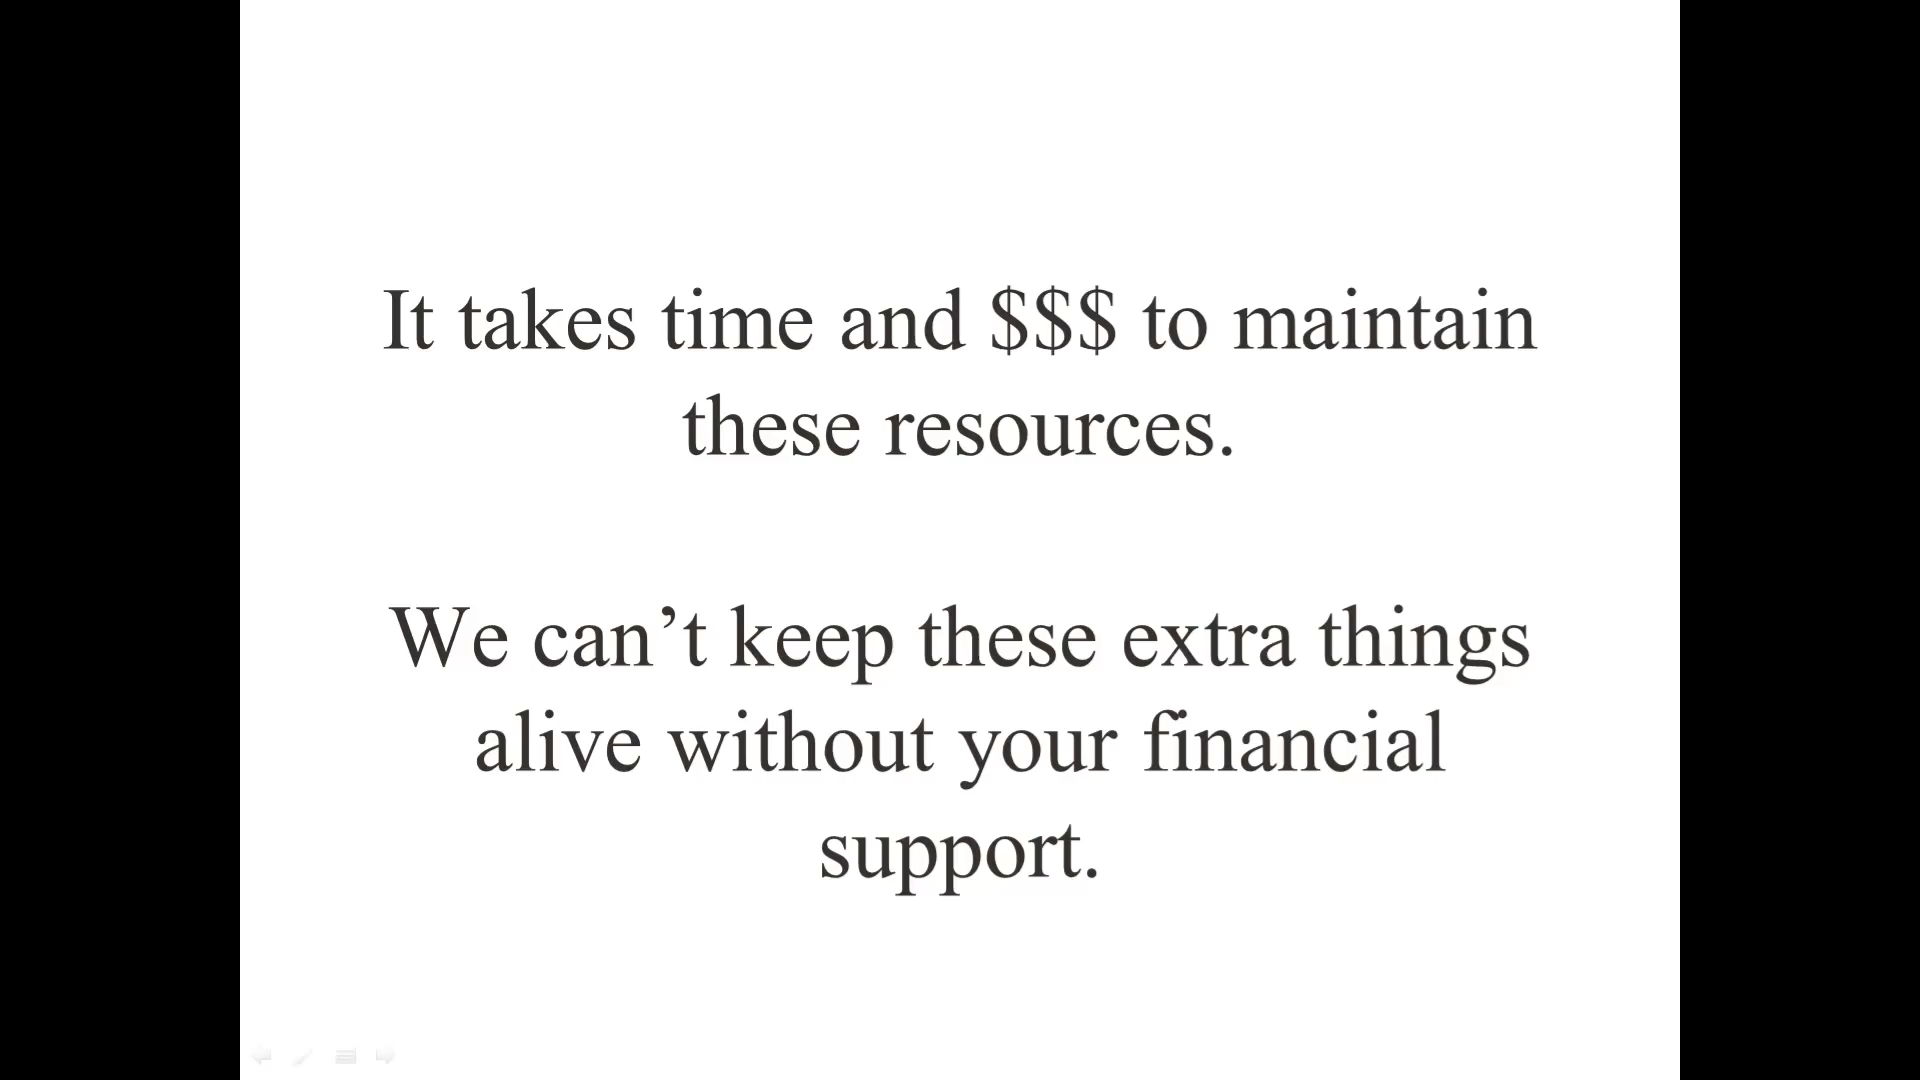 It takes time and $$$ to maintain
these resources.
We can’t keep these extra things
alive without your financial
support.